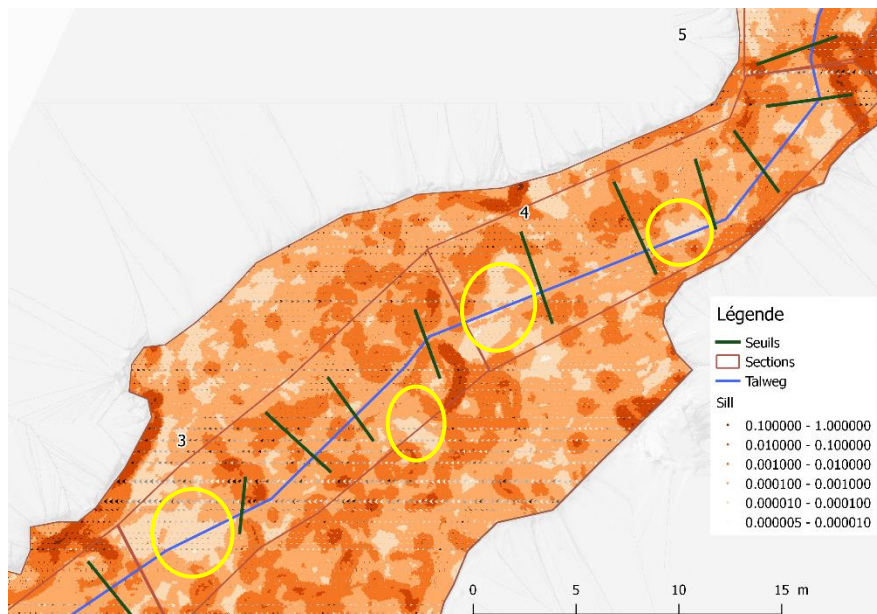 5
4
3
Légende
Seuils
Sections
Talweg
Sill
0.100000 - 1.000000
0.010000 - 0.100000
0.001000 - 0.010000
0.000100 - 0.001000
0.000010 - 0.000100
0.000005 - 0.000010
0 5 10 15 m